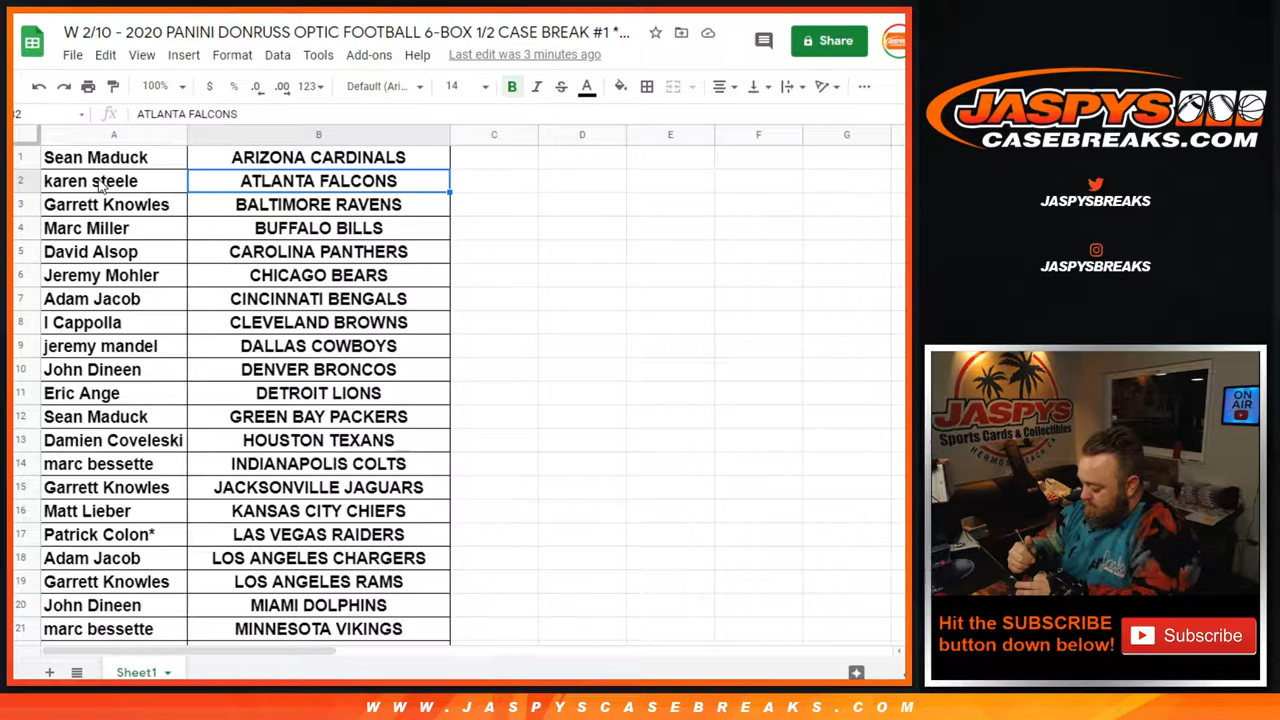 W 2/10 - 2020 PANINI DONRUSS OPTIC FOOTBALL 6-BOX 1/2 CASE BREAK #1 *...
Share
File Edit View Insert Format Data Tools Add-ons Help Last edit was 3 minutes ago
100% $ % .0 .00 123 Default (Ari... 14 B I S A
fx ATLANTA FALCONS
A B C D E F G
1 Sean Maduck ARIZONA CARDINALS
2 karen steele ATLANTA FALCONS
3 Garrett Knowles BALTIMORE RAVENS
4 Marc Miller BUFFALO BILLS
5 David Alsop CAROLINA PANTHERS
6 Jeremy Mohler CHICAGO BEARS
7 Adam Jacob CINCINNATI BENGALS
8 I Cappolla CLEVELAND BROWNS
9 jeremy mandel DALLAS COWBOYS
10 John Dineen DENVER BRONCOS
11 Eric Ange DETROIT LIONS
12 Sean Maduck GREEN BAY PACKERS
13 Damien Coveleski HOUSTON TEXANS
14 marc bessette INDIANAPOLIS COLTS
15 Garrett Knowles JACKSONVILLE JAGUARS
16 Matt Lieber KANSAS CITY CHIEFS
17 Patrick Colon* LAS VEGAS RAIDERS
18 Adam Jacob LOS ANGELES CHARGERS
19 Garrett Knowles LOS ANGELES RAMS
20 John Dineen MIAMI DOLPHINS
21 marc bessette MINNESOTA VIKINGS
Sheet1
JASPYS
CASEBREAKS.COM
JASPYSBREAKS
JASPYSBREAKS
JASPYS
Sports Cards & Collectibles
HERMOSA BEACH
ON AIR
Hit the SUBSCRIBE
button down below!
Subscribe
WWW.JASPYSCASEBREAKS.COM